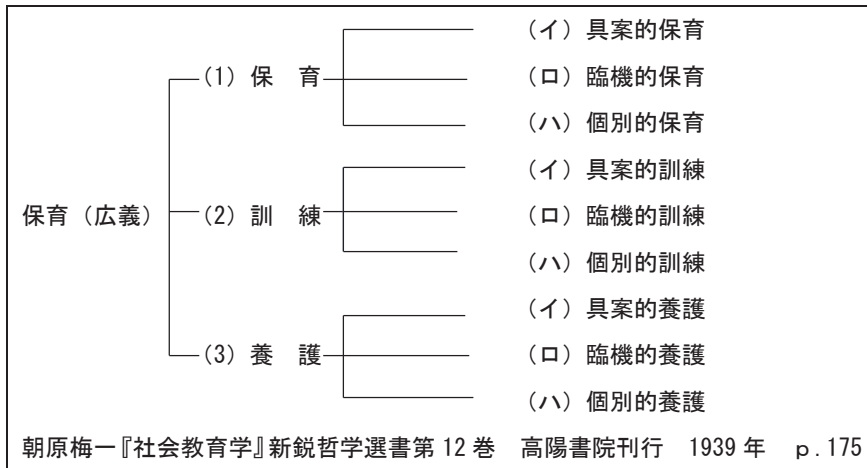 (イ) 具案的保育
(1) 保 育 (ロ) 臨機的保育
(ハ) 個別的保育
(イ) 具案的訓練
保育(広義) (2) 訓 練 (ロ) 臨機的訓練
(ハ) 個別的訓練
(イ) 具案的養護
(3) 養 護 (ロ) 臨機的養護
(ハ) 個別的養護
朝原梅一『社会教育学』新鋭哲学選書第12巻 高陽書院刊行 1939年 p.175